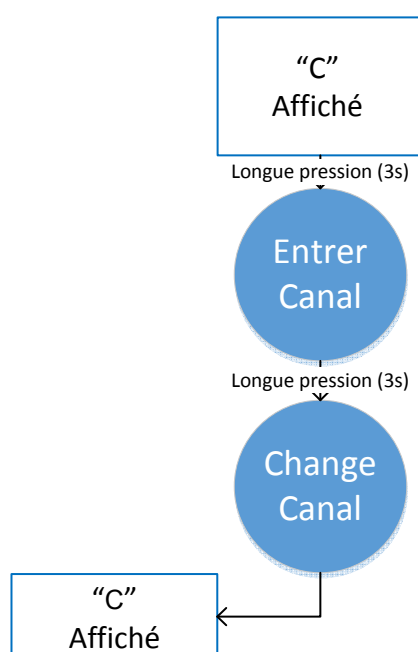 “C”
Affiché
Longue pression (3s)
Entrer
Canal
Longue pression (3s)
Change
Canal
“C”
Affiché